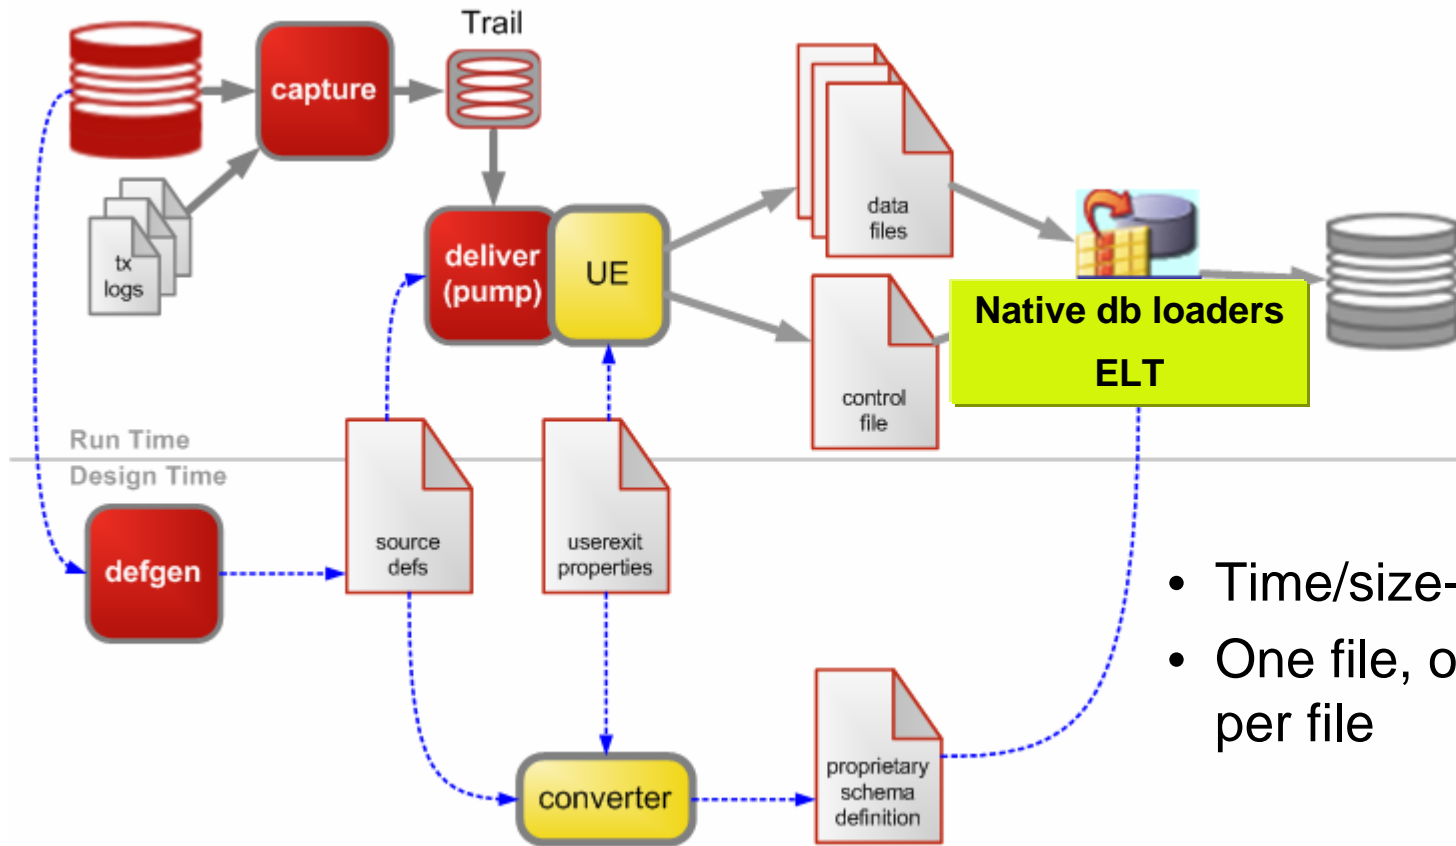 Trail
capture
tx
logs
deliver
(pump)
UE
data
files
control
file
Native db loaders
ELT
Run Time
Design Time
defgen
source
defs
userexit
properties
converter
proprietary
schema
definition
• Time/size-
• One file, o
per file